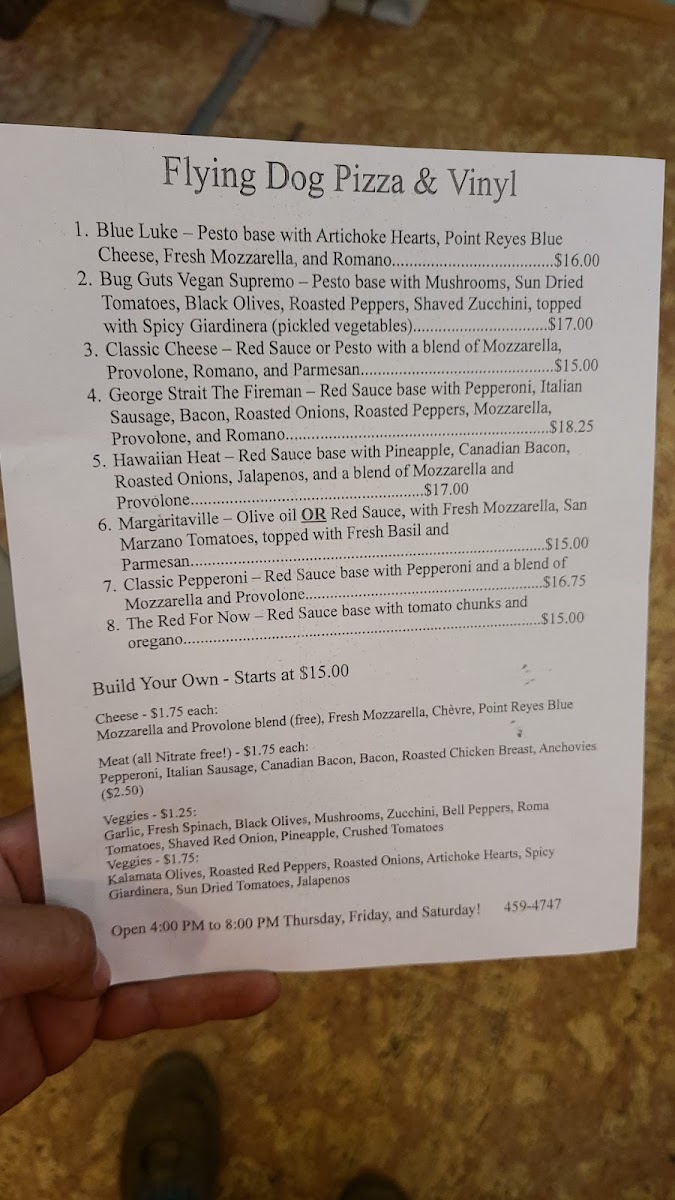 Flying Dog Pizza & Vinyl
1. Blue Luke – Pesto base with Artichoke Hearts, Point Reyes Blue
Cheese, Fresh Mozzarella, and Romano....................................$16.00
2. Bug Guts Vegan Supremo – Pesto base with Mushrooms, Sun Dried
Tomatoes, Black Olives, Roasted Peppers, Shaved Zucchini, topped
with Spicy Giardinera (pickled vegetables).............................$17.00
3. Classic Cheese – Red Sauce or Pesto with a blend of Mozzarella,
Provolone, Romano, and Parmesan..........................................$15.00
4. George Strait The Fireman – Red Sauce base with Pepperoni, Italian
Sausage, Bacon, Roasted Onions, Roasted Peppers, Mozzarella,
Provolone, and Romano.........................................................$18.25
5. Hawaiian Heat – Red Sauce base with Pineapple, Canadian Bacon,
Roasted Onions, Jalapenos, and a blend of Mozzarella and
Provolone..................................................$17.00
6. Margaritaville – Olive oil OR Red Sauce, with Fresh Mozzarella, San
Marzano Tomatoes, topped with Fresh Basil and
Parmesan............................................................................$15.00
7. Classic Pepperoni – Red Sauce base with Pepperoni and a blend of
Mozzarella and Provolone...................................................$16.75
8. The Red For Now – Red Sauce base with tomato chunks and
oregano...............................................................................$15.00
Build Your Own - Starts at $15.00
Cheese - $1.75 each:
Mozzarella and Provolone blend (free), Fresh Mozzarella, Chèvre, Point Reyes Blue
Meat (all Nitrate free!) - $1.75 each:
Pepperoni, Italian Sausage, Canadian Bacon, Bacon, Roasted Chicken Breast, Anchovies
($2.50)
Veggies - $1.25:
Garlic, Fresh Spinach, Black Olives, Mushrooms, Zucchini, Bell Peppers, Roma
Tomatoes, Shaved Red Onion, Pineapple, Crushed Tomatoes
Veggies - $1.75:
Kalamata Olives, Roasted Red Peppers, Roasted Onions, Artichoke Hearts, Spicy
Giardinera, Sun Dried Tomatoes, Jalapenos
Open 4:00 PM to 8:00 PM Thursday, Friday, and Saturday! 459-4747